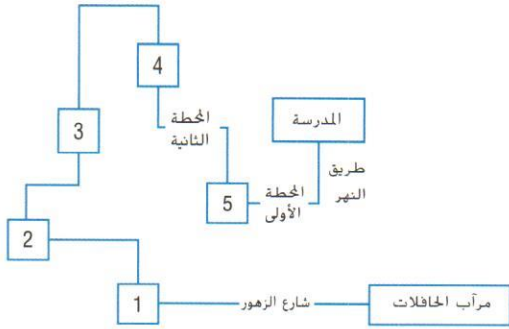 4
المحطة
الثانية
المدرسة
3
طريق
النهر
5
المحطة
الأولى
2
1
شارع الزهور
مرآب الحافلات